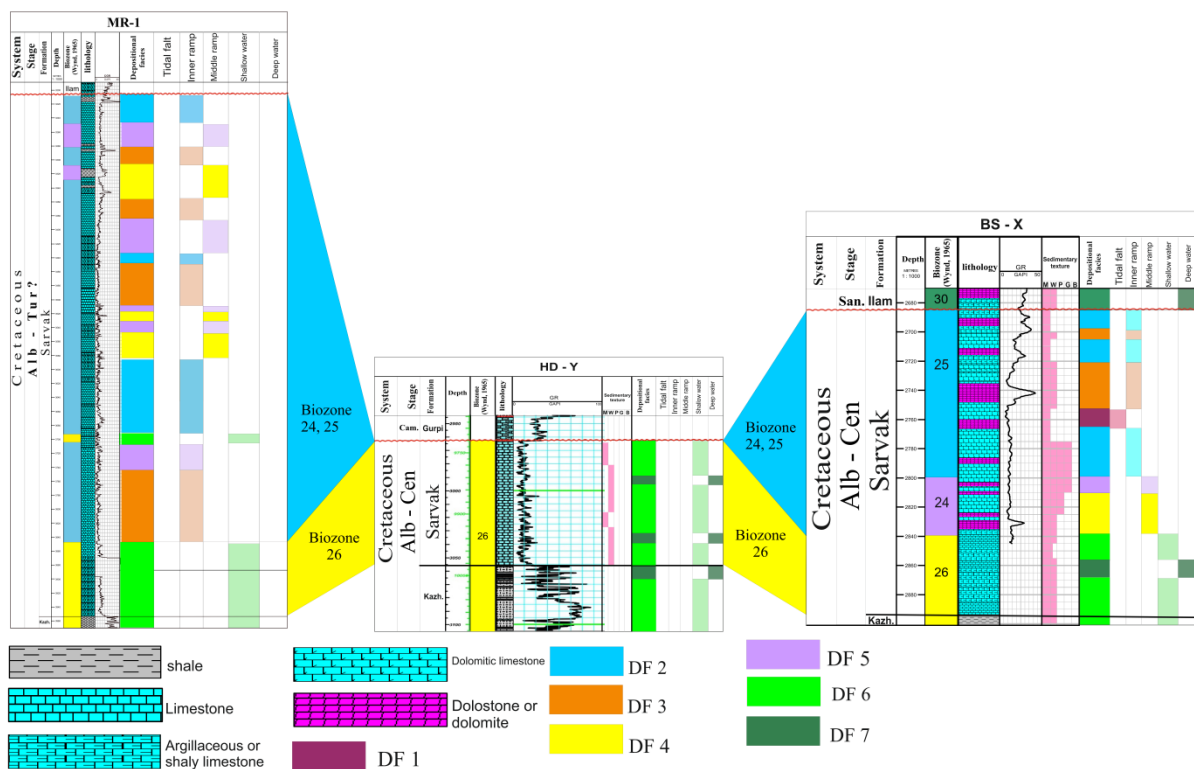 MR-1
System
Stage
Formation
Depth
Biozone
(Wynd, 1965)
lithology
Depositional
facies
Tidal falt
Inner ramp
Middle ramp
Shallow water
Deep water
Ilam
Cretaceous
Alb - Tur?
Sarvak
Kazh.
Biozone
24, 25
Biozone
26
HD - Y
System
Stage
Formation
Depth
Biozone
(Wynd, 1965)
lithology
GR
GAPI
Sedimentary
texture
M W P G B
Depositional
facies
Tidal falt
Inner ramp
Middle ramp
Shallow water
Deep water
Cam.
Gurpi
Cretaceous
Alb - Cen
Sarvak
26
Kazh.
Biozone
24, 25
Biozone
26
BS - X
System
Stage
Formation
Depth
1 : 1000
Biozone
(Wynd, 1965)
lithology
GR
0 GAPI 50
Sedimentary
texture
M W P G B
Depositional
facies
Tidal falt
Inner ramp
Middle ramp
Shallow water
Deep water
San.
Ilam
30
2680
2700
2720
25
2740
2760
2780
2800
Cretaceous
Alb - Cen
Sarvak
24
2820
2840
26
2860
2880
Kazh.
shale
Limestone
Argillaceous or
shaly limestone
Dolomitic limestone
Dolostone or
dolomite
DF 1
DF 2
DF 3
DF 4
DF 5
DF 6
DF 7